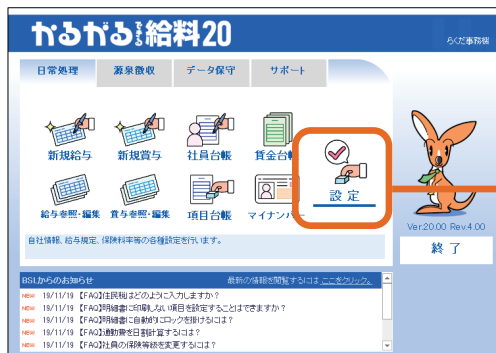 かるがるできる給料20
らくだ事務機
日常処理 源泉徴収 データ保守 サポート
新規給与 新規賞与 社員台帳 賃金台
給与参照・編集 賞与参照・編集 項目台帳 マイナンバー 設定
Ver.20.00 Rev.4.00
終了
自社情報、給与規定、保険料率等の各種設定を行います。
BSLからのお知らせ 最新の情報を閲覧するには ここをクリック。
NEW 19/11/19 【FAQ】住民税はどのように入力しますか？
NEW 19/11/19 【FAQ】明細書に印刷しない項目を設定することはできますか？
NEW 19/11/19 【FAQ】明細書に自動的にロックを掛けるには？
NEW 19/11/19 【FAQ】通勤費を日割計算するには？
NEW 19/11/19 【FAQ】社員の保険等級を変更するには？